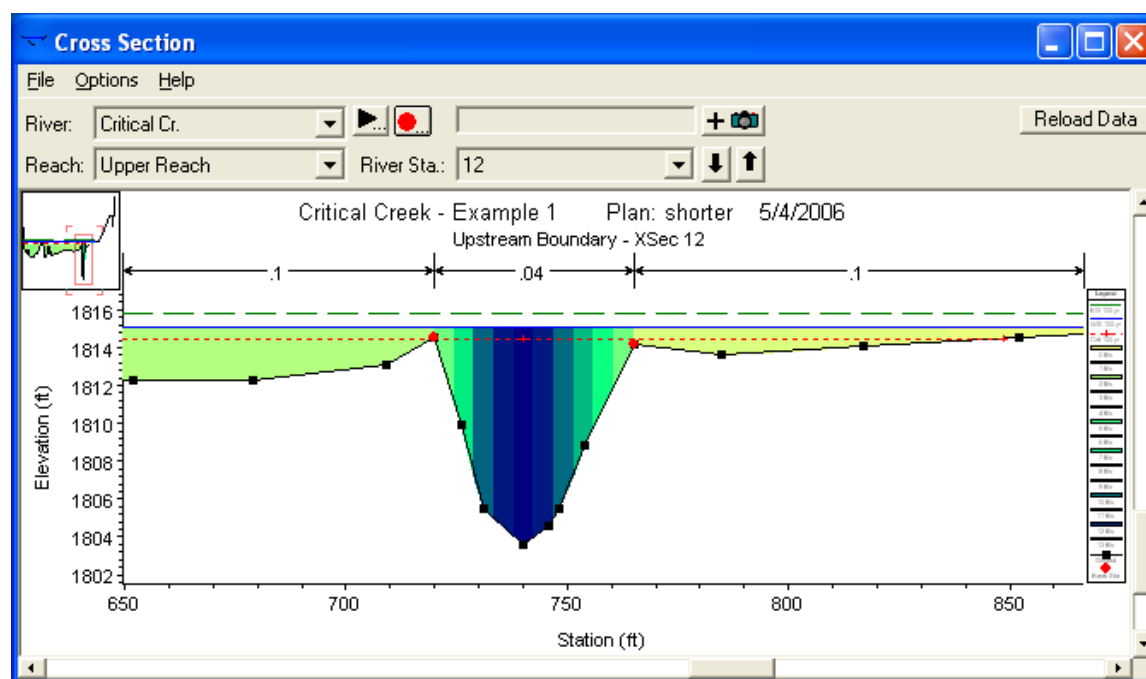 Cross Section
File Options Help
River: Critical Cr. + Reload Data
Reach: Upper Reach River Sta.: 12
Critical Creek - Example 1 Plan: shorter 5/4/2006
Upstream Boundary - XSec 12
.1 .04 .1
1816
1814
1812
1810
1808
1806
1804
1802
Elevation (ft)
650 700 750 800 850
Station (ft)
Legend